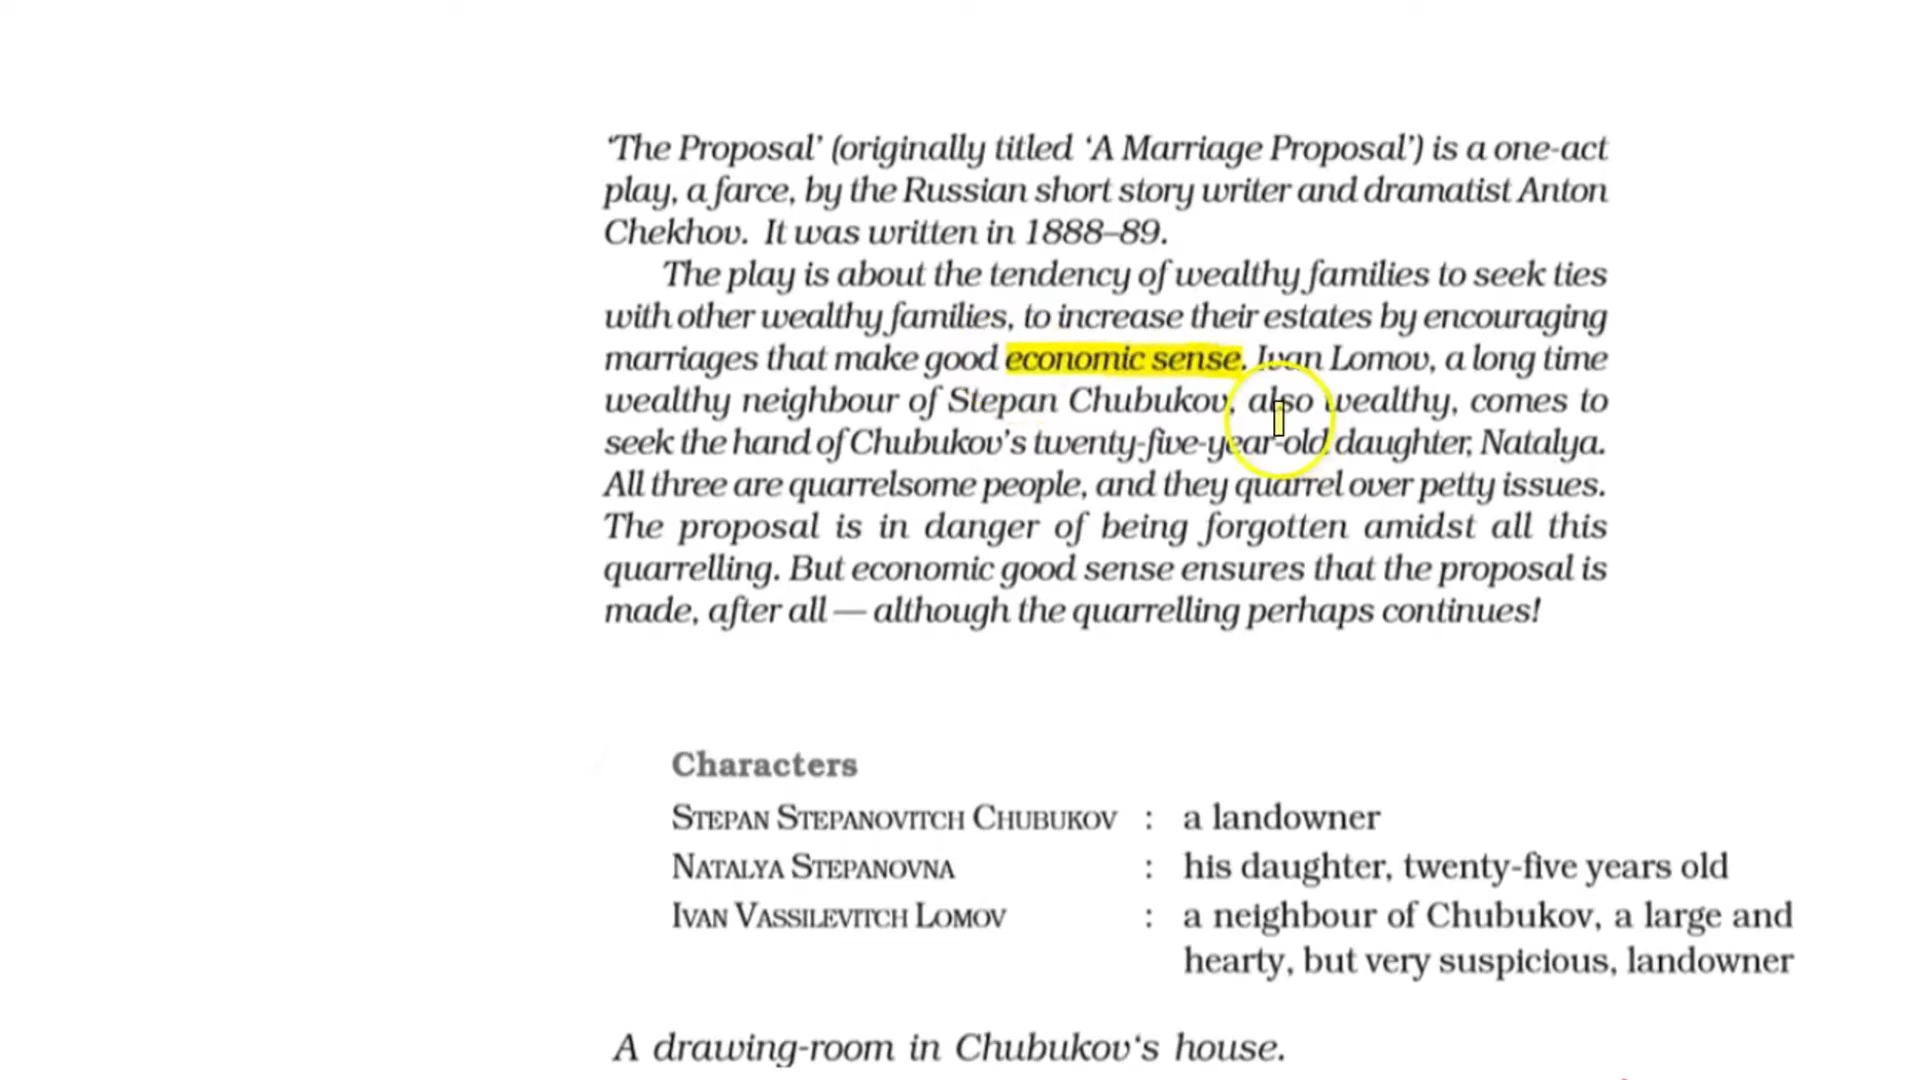 ‘The Proposal’ (originally titled ‘A Marriage Proposal’) is a one-act
play, a farce, by the Russian short story writer and dramatist Anton
Chekhov. It was written in 1888–89.
The play is about the tendency of wealthy families to seek ties
with other wealthy families, to increase their estates by encouraging
marriages that make good economic sense. Ivan Lomov, a long time
wealthy neighbour of Stepan Chubukov, also wealthy, comes to
seek the hand of Chubukov’s twenty-five-year-old daughter, Natalya.
All three are quarrelsome people, and they quarrel over petty issues.
The proposal is in danger of being forgotten amidst all this
quarrelling. But economic good sense ensures that the proposal is
made, after all — although the quarrelling perhaps continues!
Characters
STEPAN STEPANOVITCH CHUBUKOV : a landowner
NATALYA STEPANOVNA : his daughter, twenty-five years old
IVAN VASSILEVITCH LOMOV : a neighbour of Chubukov, a large and
hearty, but very suspicious, landowner
A drawing-room in Chubukov‘s house.